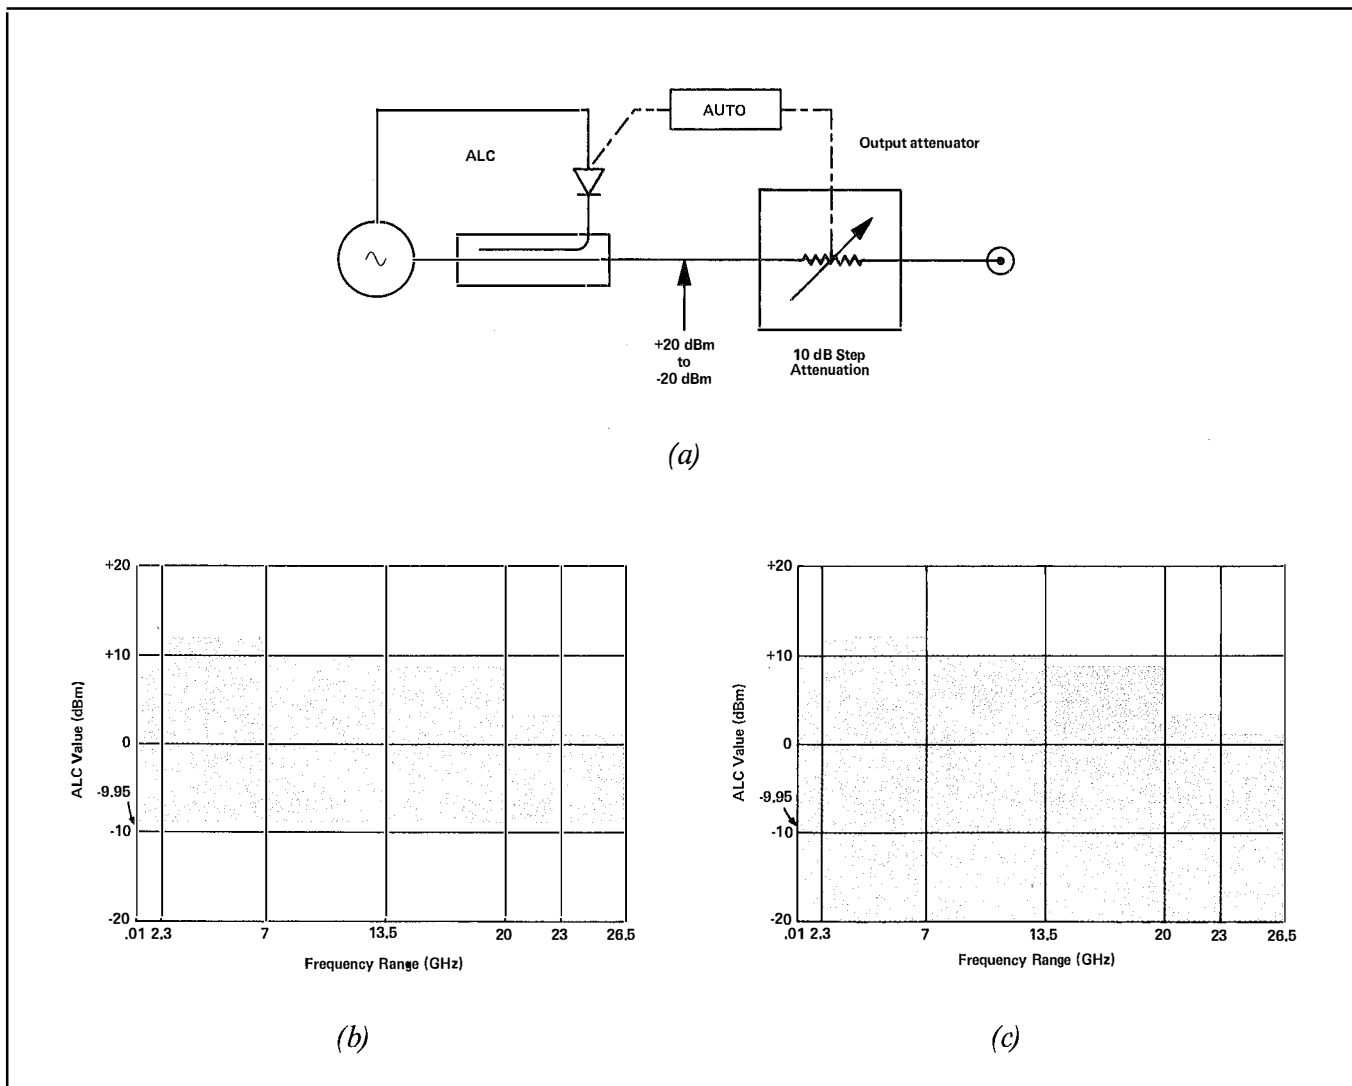 AUTO
ALC
Output attenuator
+20 dBm
to
-20 dBm
10 dB Step
Attenuation
(a)
+20
+10
0
-9.95
-10
-20
ALC Value (dBm)
.01 2.3 7 13.5 20 23 26.5
Frequency Range (GHz)
(b)
+20
+10
0
-9.95
-10
-20
ALC Value (dBm)
.01 2.3 7 13.5 20 23 26.5
Frequency Range (GHz)
(c)